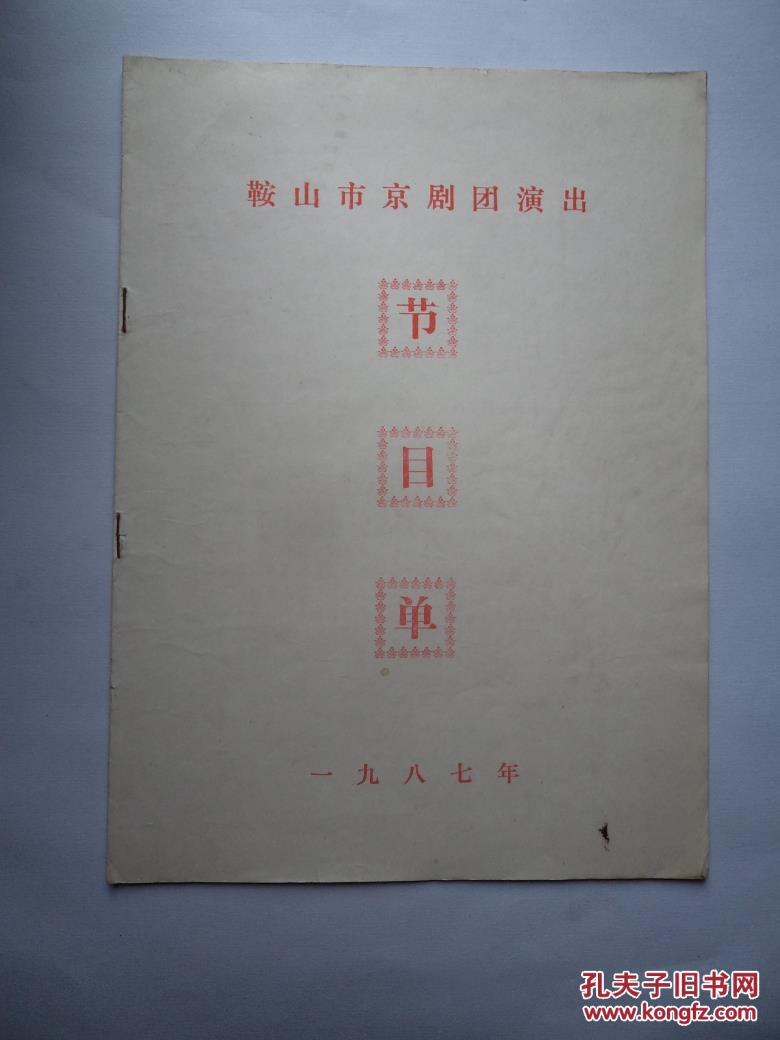 鞍山市京剧团演出
节
目
单
一九八七年
孔夫子旧书网
www.kongfz.com